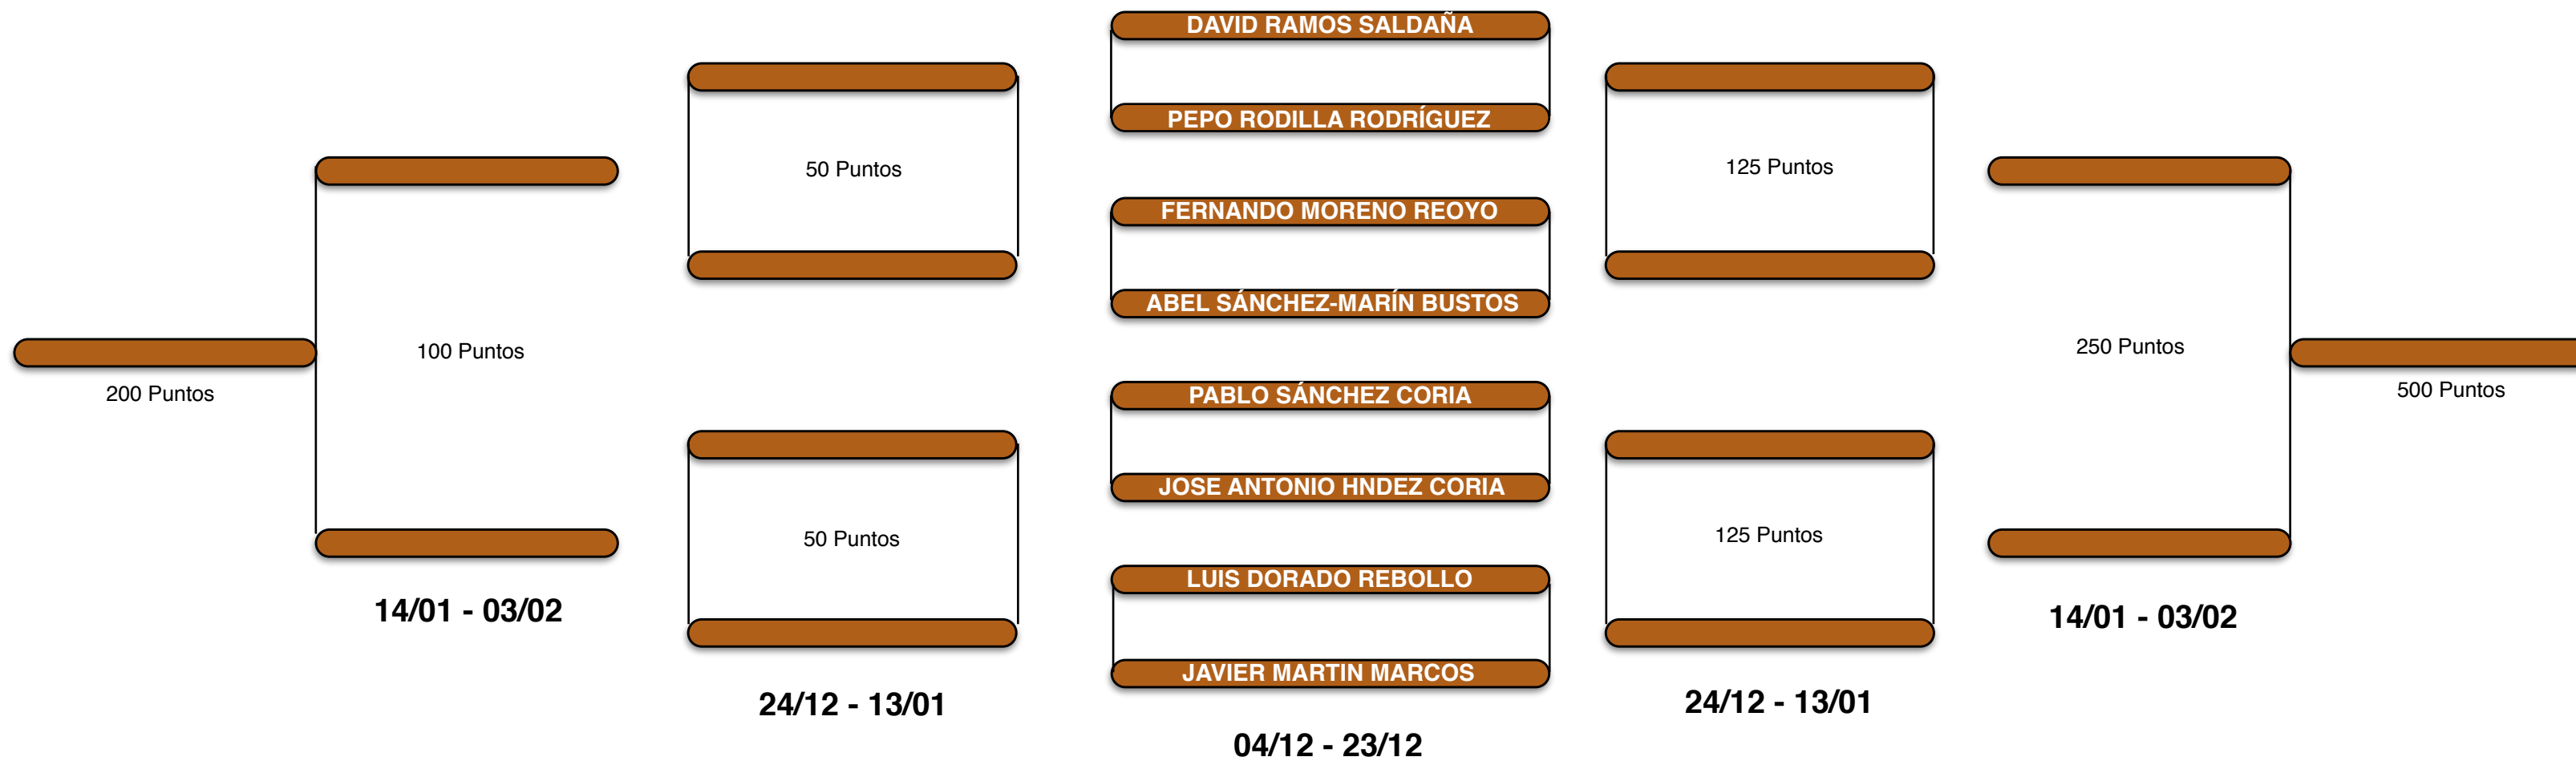 DAVID RAMOS SALDAÑA
PEPO RODILLA RODRÍGUEZ
50 Puntos
125 Puntos
FERNANDO MORENO REOYO
ABEL SÁNCHEZ-MARÍN BUSTOS
100 Puntos
250 Puntos
200 Puntos
500 Puntos
PABLO SÁNCHEZ CORIA
JOSE ANTONIO HNDEZ CORIA
50 Puntos
125 Puntos
LUIS DORADO REBOLLO
14/01 - 03/02
14/01 - 03/02
JAVIER MARTIN MARCOS
24/12 - 13/01
24/12 - 13/01
04/12 - 23/12